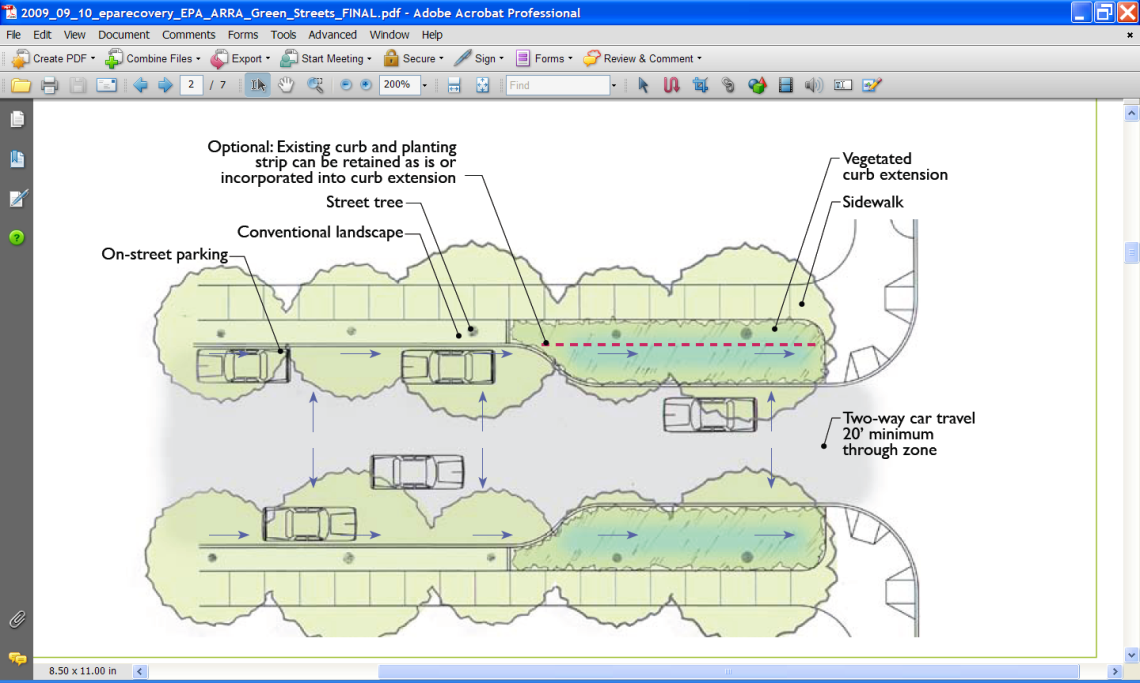 2009_09_10_eparecovery_EPA_ARRA_Green_Streets_FINAL.pdf - Adobe Acrobat Professional
File Edit View Document Comments Forms Tools Advanced Window Help
Create PDF Combine Files Export Start Meeting Secure Sign Forms Review & Comment
2 / 7 200% Find
Optional: Existing curb and planting
strip can be retained as is or
incorporated into curb extension
Street tree
Conventional landscape
On-street parking
Vegetated
curb extension
Sidewalk
Two-way car travel
20' minimum
through zone
8.50 x 11.00 in